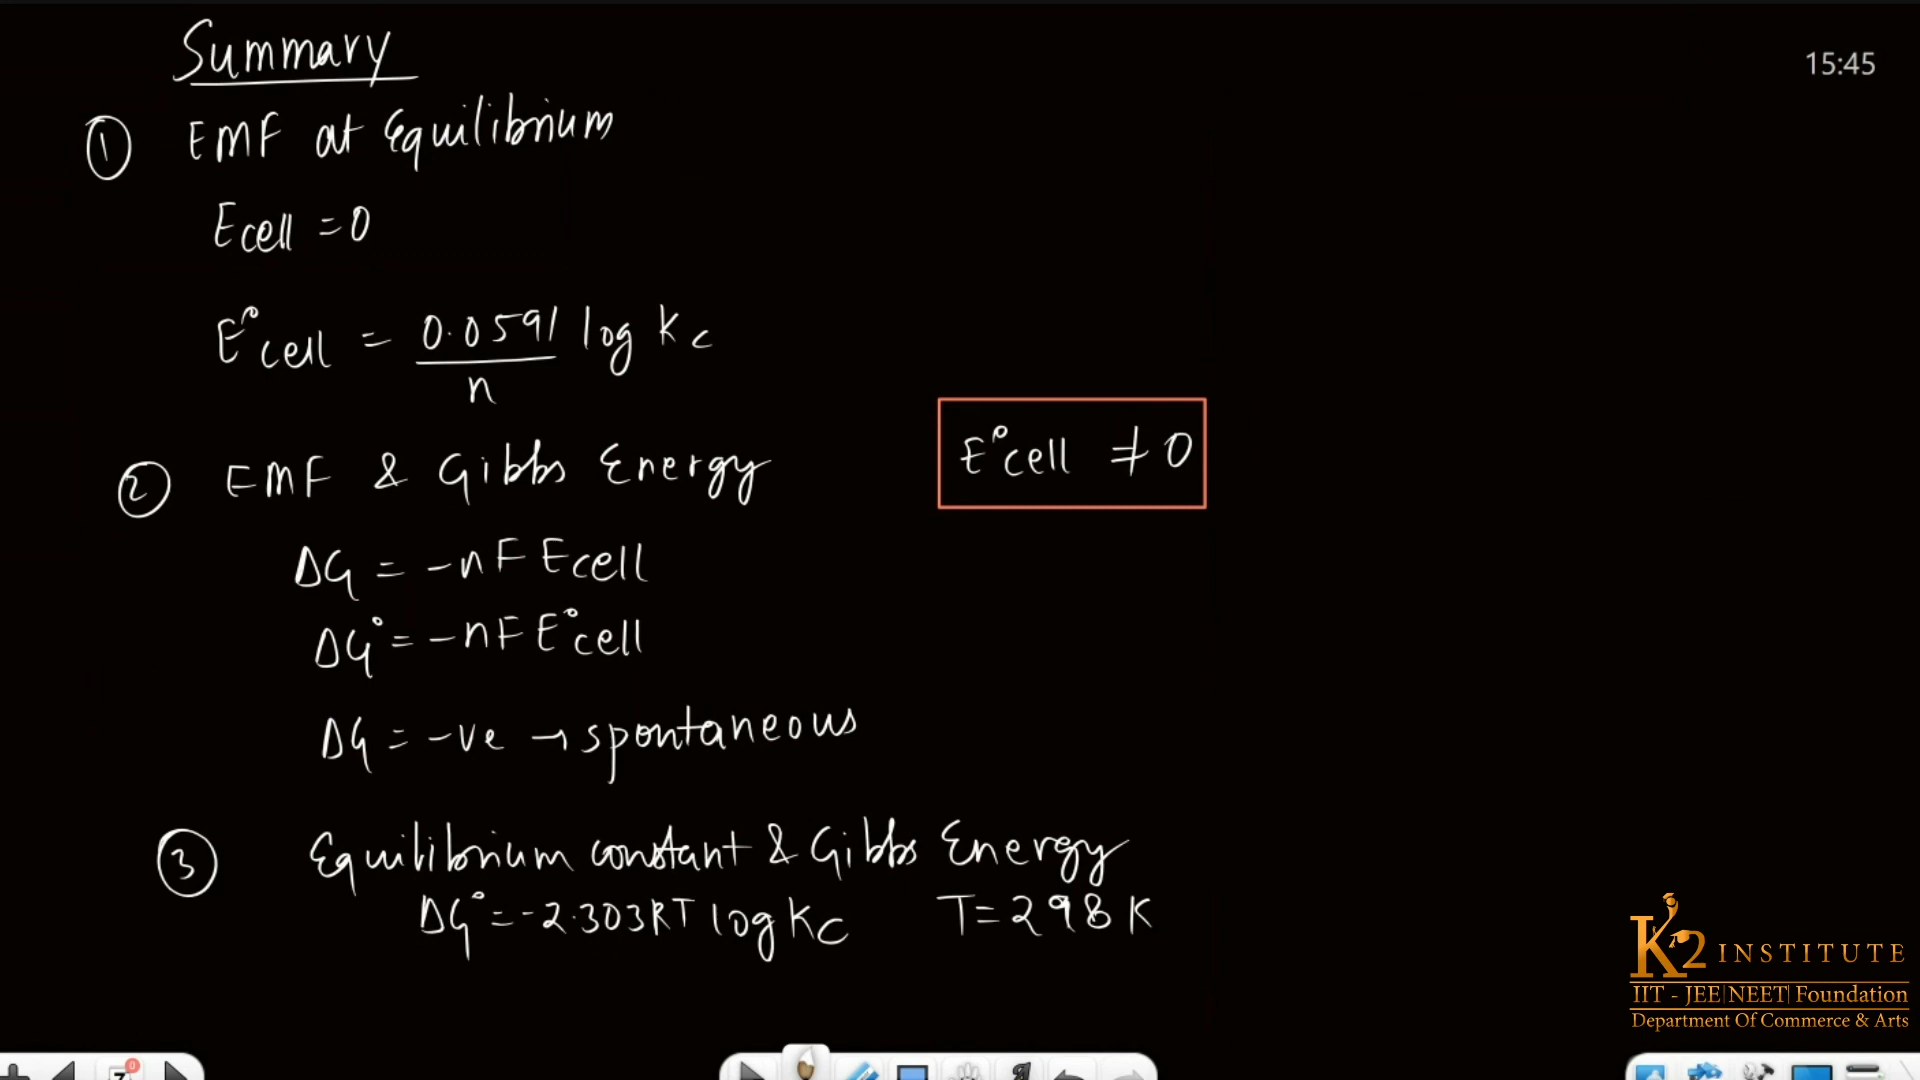 Summary
15:45
① EMF at Equilibrium
Ecell = 0
E°cell = 0.0591/n log Kc
② EMF & Gibbs Energy
E°cell ≠ 0
ΔG = -nFEcell
ΔG° = -nFE°cell
ΔG = -ve → spontaneous
③ Equilibrium constant & Gibbs Energy
ΔG° = -2.303RT log Kc T = 298 K
K2 INSTITUTE
IIT - JEE|NEET| Foundation
Department Of Commerce & Arts